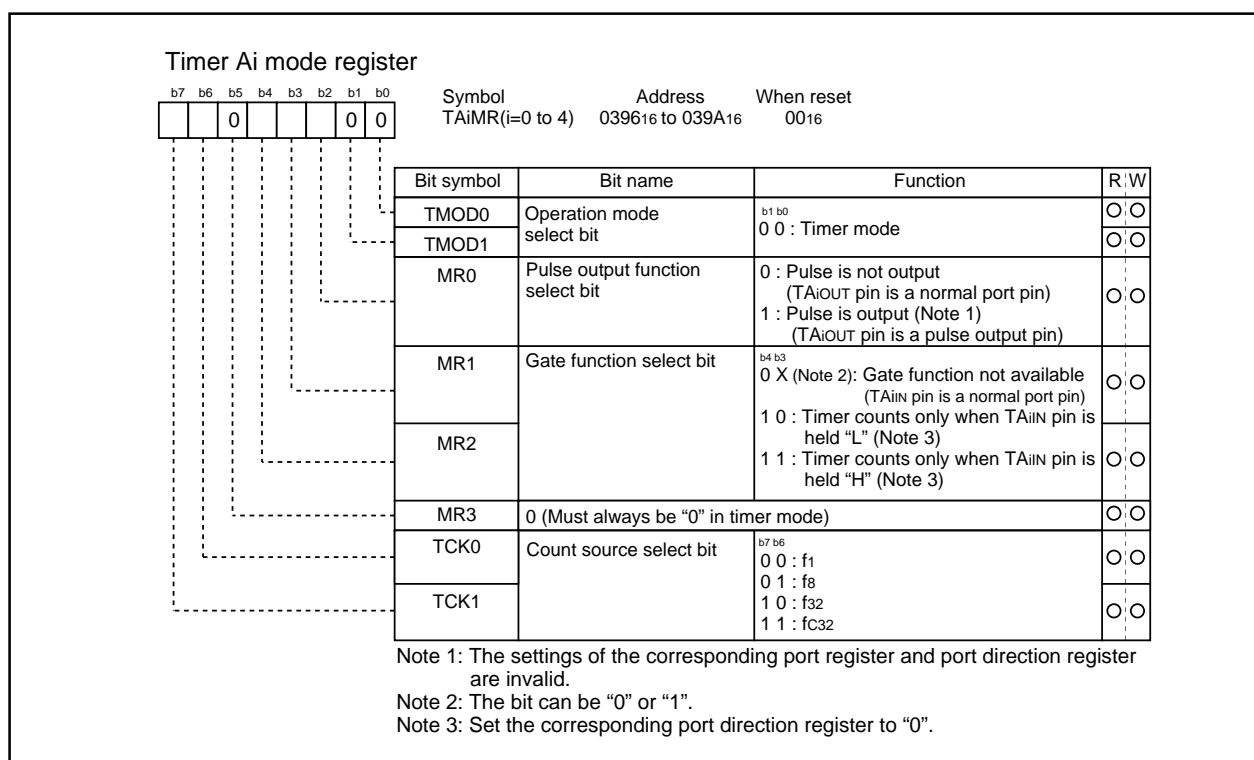 Timer Ai mode register
b7 b6 b5 b4 b3 b2 b1 b0
0 0 0
Symbol Address When reset
TAiMR(i=0 to 4) 039616 to 039A16 0016
Bit symbol Bit name Function R W
TMOD0 Operation mode select bit
b1 b0
0 0 : Timer mode
TMOD1
MR0 Pulse output function select bit
0 : Pulse is not output
(TAiOUT pin is a normal port pin)
1 : Pulse is output (Note 1)
(TAiOUT pin is a pulse output pin)
MR1 Gate function select bit
b4 b3
0 X (Note 2): Gate function not available
(TAiIN pin is a normal port pin)
1 0 : Timer counts only when TAiIN pin is
held “L” (Note 3)
MR2
1 1 : Timer counts only when TAiIN pin is
held “H” (Note 3)
MR3 0 (Must always be “0” in timer mode)
TCK0 Count source select bit
b7 b6
0 0 : f1
0 1 : f8
TCK1
1 0 : f32
1 1 : fC32
Note 1: The settings of the corresponding port register and port direction register
are invalid.
Note 2: The bit can be “0” or “1”.
Note 3: Set the corresponding port direction register to “0”.